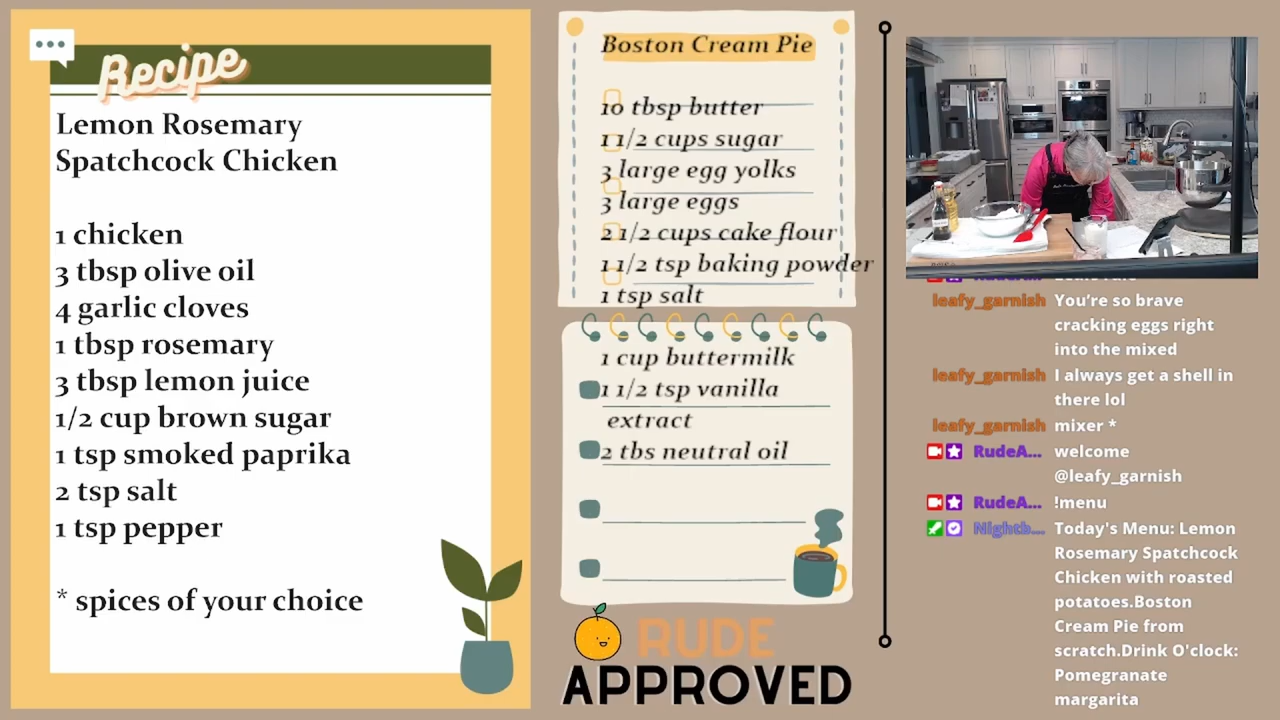 Recipe
Lemon Rosemary
Spatchcock Chicken
1 chicken
3 tbsp olive oil
4 garlic cloves
1 tbsp rosemary
3 tbsp lemon juice
1/2 cup brown sugar
1 tsp smoked paprika
2 tsp salt
1 tsp pepper
* spices of your choice
Boston Cream Pie
10 tbsp butter
1 1/2 cups sugar
3 large egg yolks
3 large eggs
2 1/2 cups cake flour
1 1/2 tsp baking powder
1 tsp salt
1 cup buttermilk
1 1/2 tsp vanilla
extract
2 tbs neutral oil
RUDE
APPROVED
leafy_garnish You’re so brave
cracking eggs right
into the mixed
leafy_garnish I always get a shell in
there lol
leafy_garnish mixer *
RudeA... welcome
@leafy_garnish
RudeA... !menu
Nightb... Today's Menu: Lemon
Rosemary Spatchcock
Chicken with roasted
potatoes.Boston
Cream Pie from
scratch.Drink O'clock:
Pomegranate
margarita